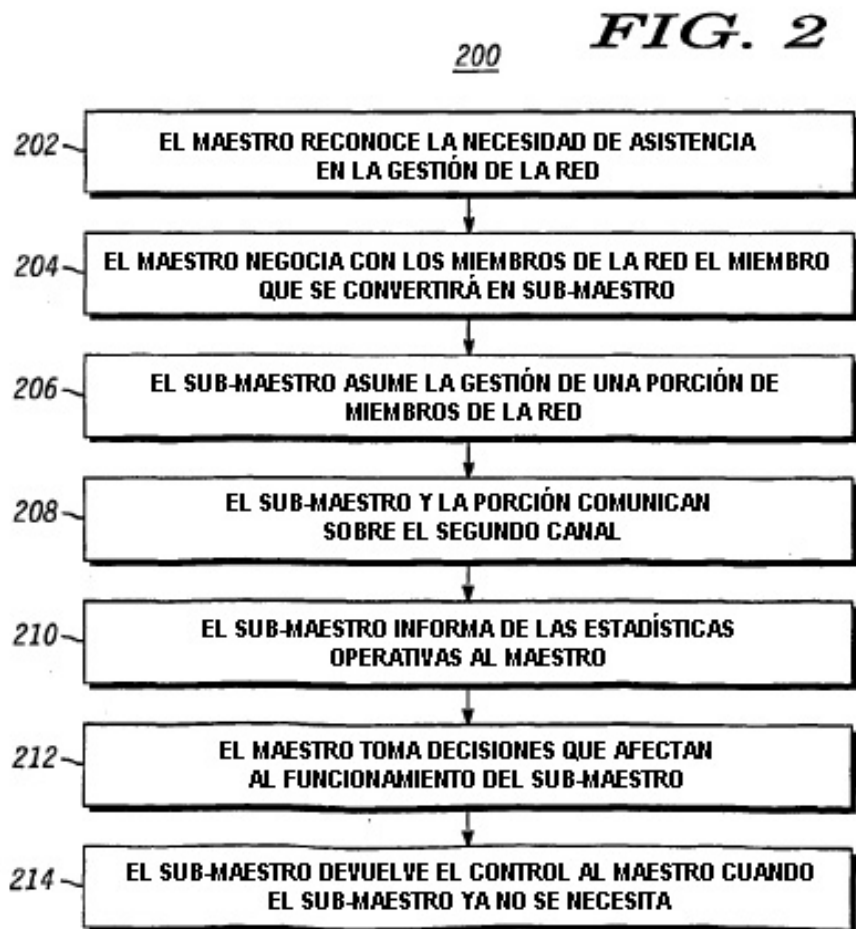 FIG. 2
200
202
EL MAESTRO RECONOCE LA NECESIDAD DE ASISTENCIA
EN LA GESTIÓN DE LA RED
204
EL MAESTRO NEGOCIA CON LOS MIEMBROS DE LA RED EL MIEMBRO
QUE SE CONVERTIRÁ EN SUB-MAESTRO
206
EL SUB-MAESTRO ASUME LA GESTIÓN DE UNA PORCIÓN DE
MIEMBROS DE LA RED
208
EL SUB-MAESTRO Y LA PORCIÓN COMUNICAN
SOBRE EL SEGUNDO CANAL
210
EL SUB-MAESTRO INFORMA DE LAS ESTADÍSTICAS
OPERATIVAS AL MAESTRO
212
EL MAESTRO TOMA DECISIONES QUE AFECTAN
AL FUNCIONAMIENTO DEL SUB-MAESTRO
214
EL SUB-MAESTRO DEVUELVE EL CONTROL AL MAESTRO CUANDO
EL SUB-MAESTRO YA NO SE NECESITA